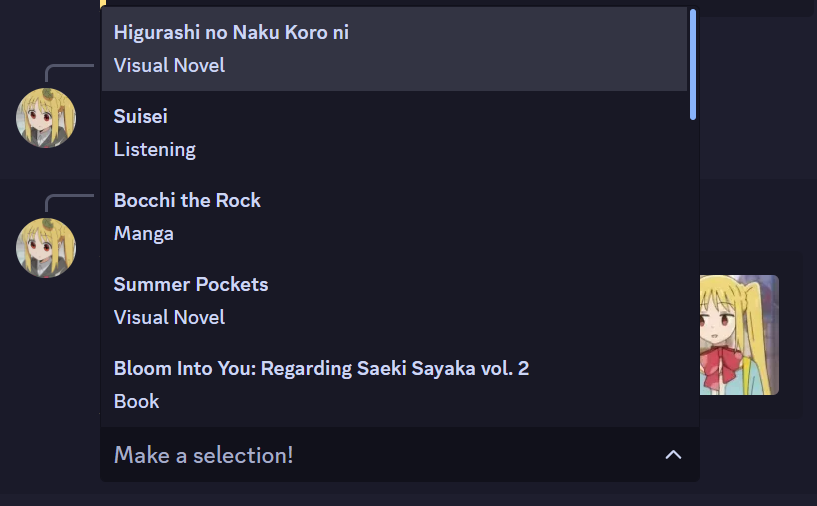 Higurashi no Naku Koro ni
Visual Novel
Suisei
Listening
Bocchi the Rock
Manga
Summer Pockets
Visual Novel
Bloom Into You: Regarding Saeki Sayaka vol. 2
Book
Make a selection!